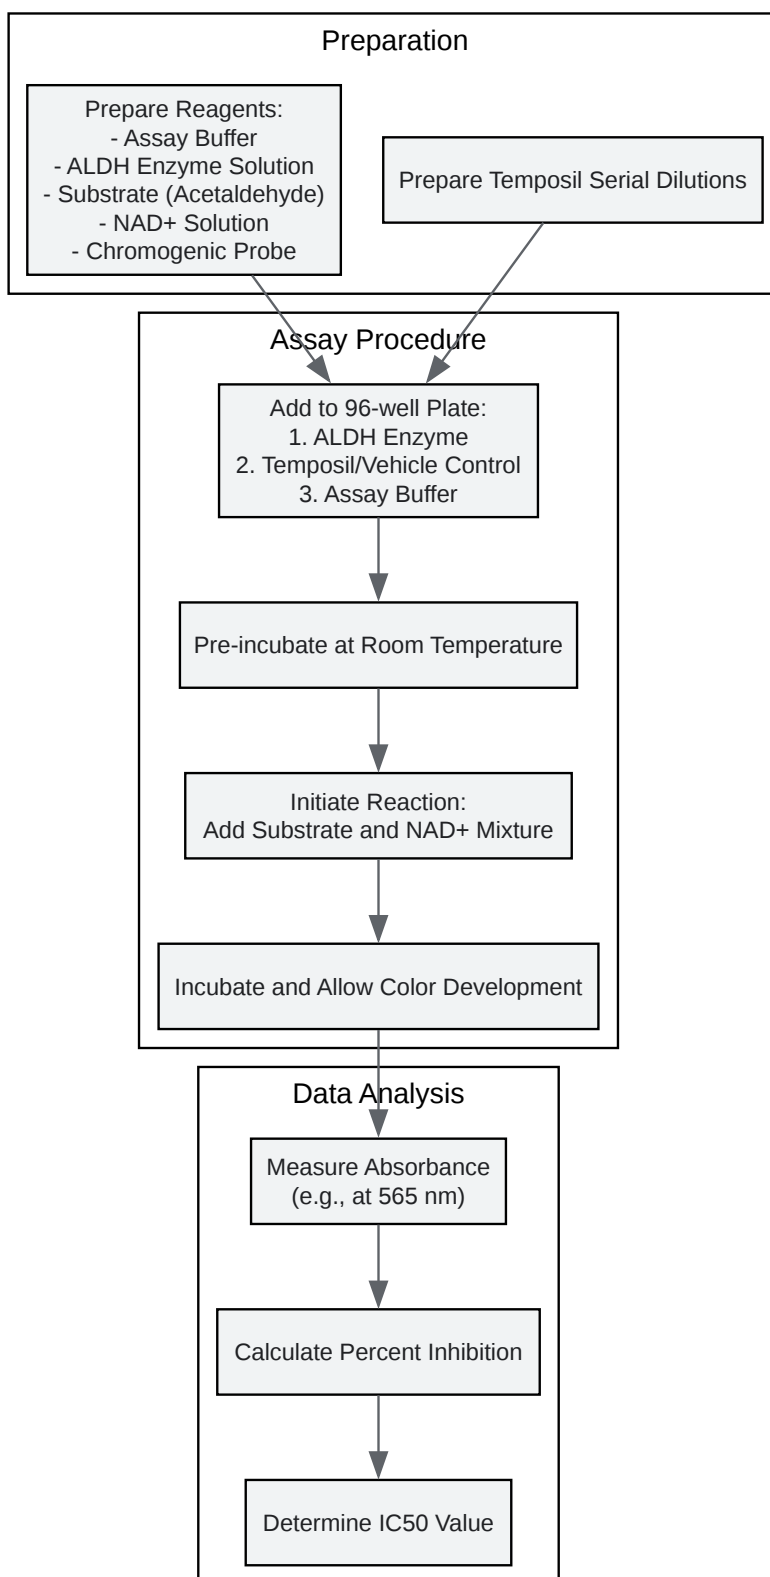 Preparation
Prepare Reagents:
- Assay Buffer
- ALDH Enzyme Solution
- Substrate (Acetaldehyde)
- NAD+ Solution
- Chromogenic Probe
Prepare Temposil Serial Dilutions
Assay Procedure
Add to 96-well Plate:
1. ALDH Enzyme
2. Temposil/Vehicle Control
3. Assay Buffer
Pre-incubate at Room Temperature
Initiate Reaction:
Add Substrate and NAD+ Mixture
Incubate and Allow Color Development
Data Analysis
Measure Absorbance
(e.g., at 565 nm)
Calculate Percent Inhibition
Determine IC50 Value